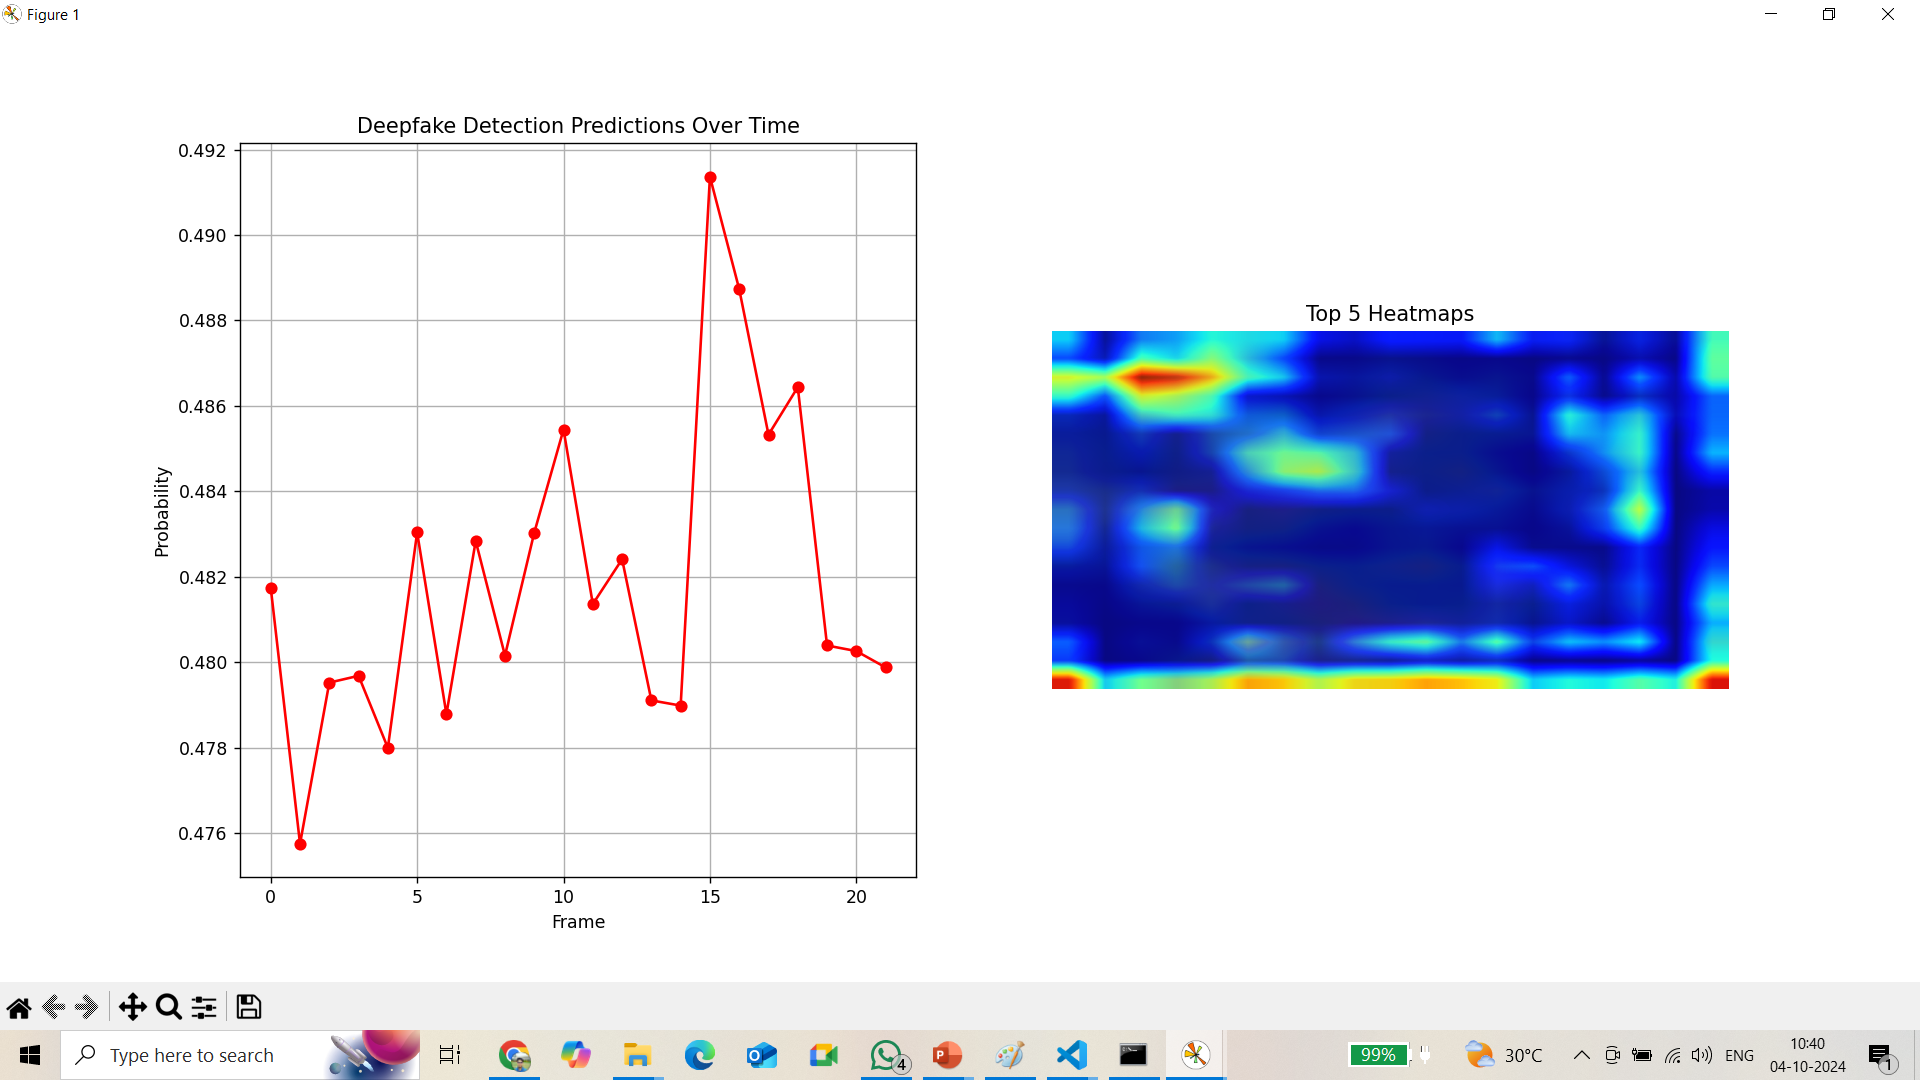 Figure 1
Deepfake Detection Predictions Over Time
0.492
0.490
0.488
0.486
0.484
0.482
0.480
0.478
0.476
Probability
0
5
10
15
20
Frame
Top 5 Heatmaps
Type here to search
4
99%
30°C
ENG
10:40
04-10-2024
1